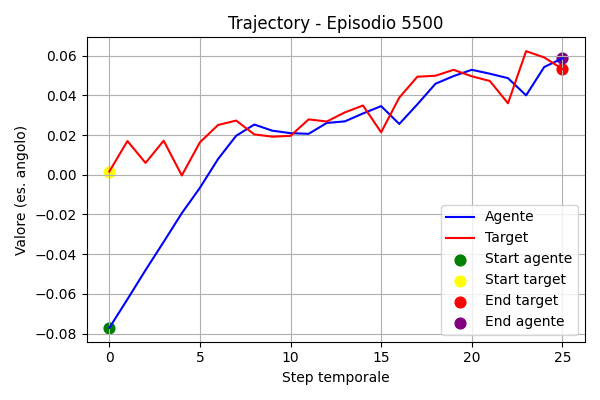 Trajectory - Episodio 5500
Valore (es. angolo)
0.06
0.04
0.02
0.00
−0.02
−0.04
−0.06
−0.08
0
5
10
15
20
25
Step temporale
Agente
Target
Start agente
Start target
End target
End agente